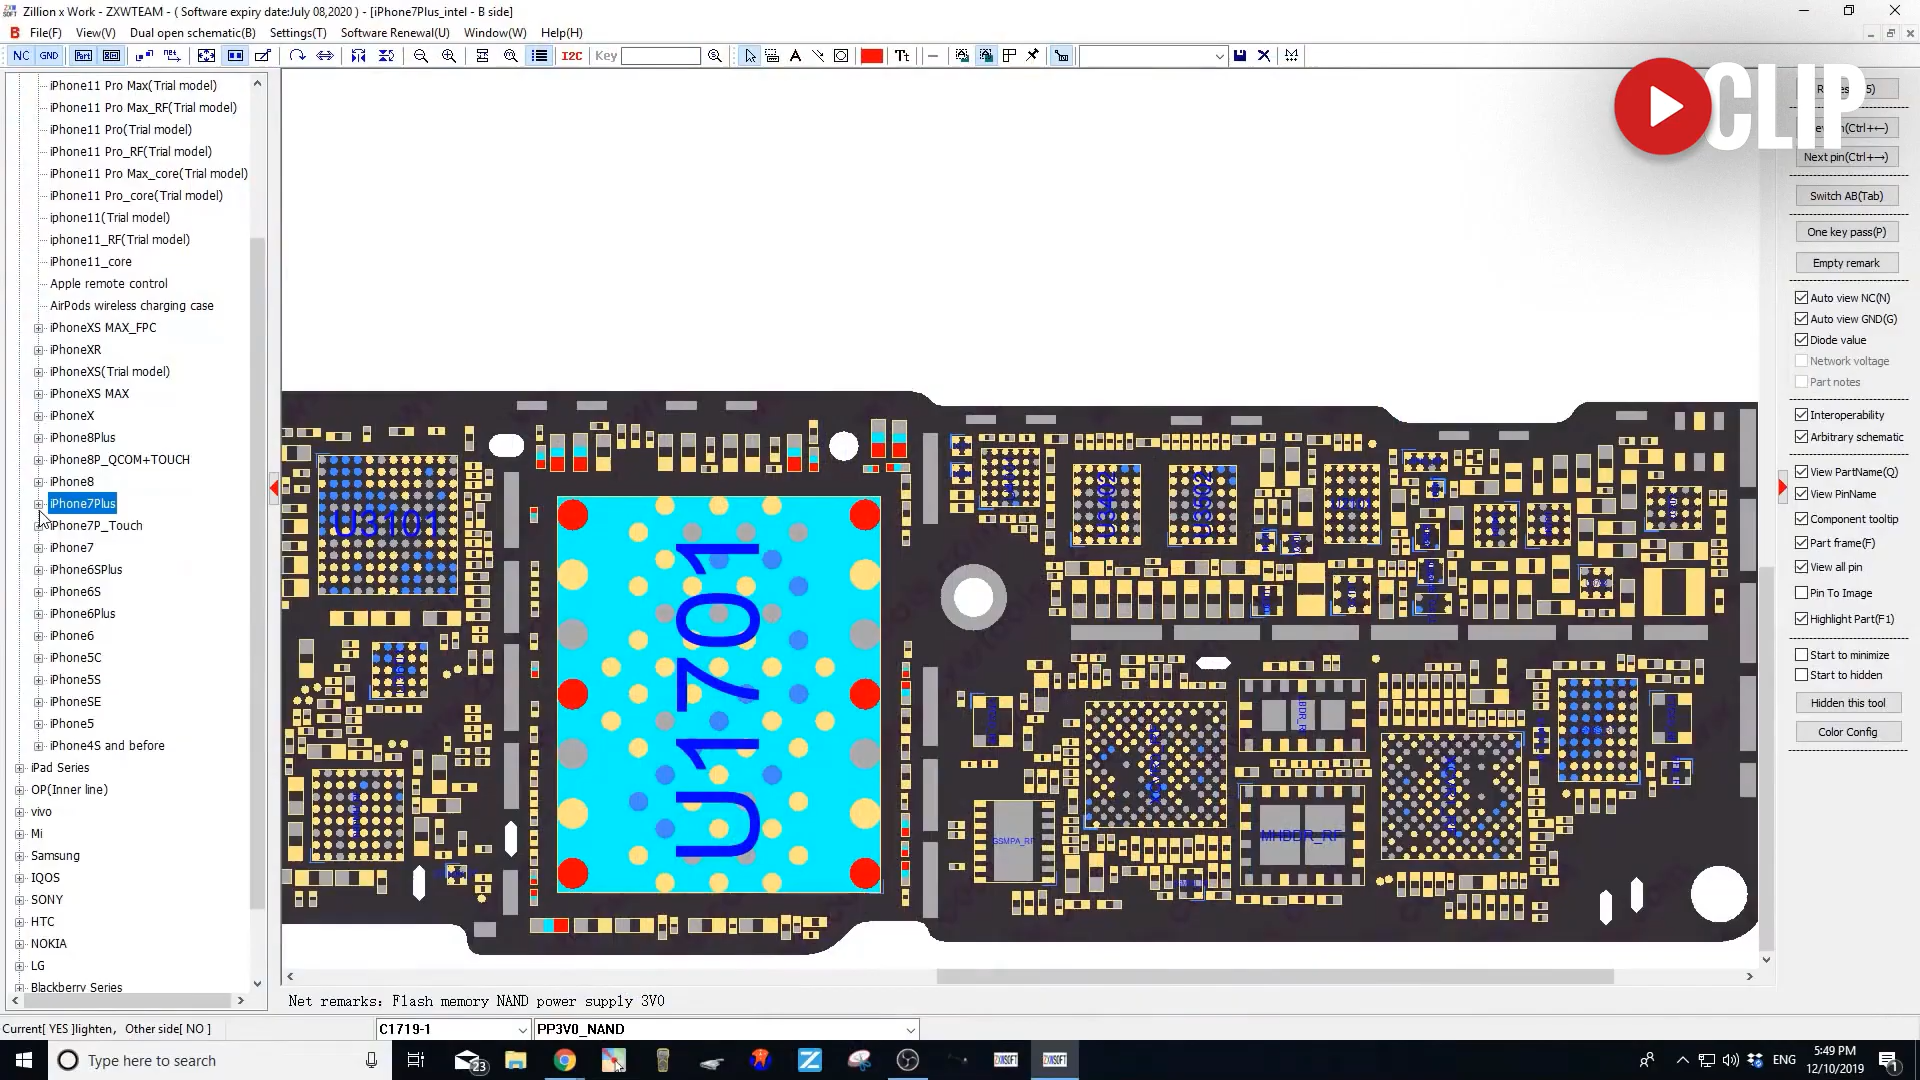 Zillion x Work - ZXWTEAM - ( Software expiry date:July 08,2020 ) - [iPhone7Plus_intel - B side]
B File(F) View(V) Dual open schematic(B) Settings(T) Software Renewal(U) Window(W) Help(H)
NC GND I2C Key A Tt
CLIP
iPhone11 Pro Max(Trial model)
iPhone11 Pro Max_RF(Trial model)
iPhone11 Pro(Trial model)
iPhone11 Pro_RF(Trial model)
iPhone11 Pro Max_core(Trial model)
iPhone11 Pro_core(Trial model)
iphone11(Trial model)
iphone11_RF(Trial model)
iPhone11_core
Apple remote control
AirPods wireless charging case
iPhoneXS MAX_FPC
iPhoneXR
iPhoneXS(Trial model)
iPhoneXS MAX
iPhoneX
iPhone8Plus
iPhone8P_QCOM+TOUCH
iPhone8
iPhone7Plus
iPhone7P_Touch
iPhone7
iPhone6SPlus
iPhone6S
iPhone6Plus
iPhone6
iPhone5C
iPhone5S
iPhoneSE
iPhone5
iPhone4S and before
iPad Series
OP(Inner line)
vivo
Mi
Samsung
IQOS
SONY
HTC
NOKIA
LG
Blackberry Series
U3101
U1701
U3402
U3502
GSMPA_RF
MHBDR_RF
(Ctrl+←)
Next pin(Ctrl+→)
Switch AB(Tab)
One key pass(P)
Empty remark
Auto view NC(N)
Auto view GND(G)
Diode value
Network voltage
Part notes
Interoperability
Arbitrary schematic
View PartName(Q)
View PinName
Component tooltip
Part frame(F)
View all pin
Pin To Image
Highlight Part(F1)
Start to minimize
Start to hidden
Hidden this tool
Color Config
Net remarks: Flash memory NAND power supply 3V0
Current[ YES ]lighten, Other side[ NO ]
C1719-1
PP3V0_NAND
Type here to search
23
ZXWSOFT
ZXWSOFT
ENG
5:49 PM
12/10/2019
1